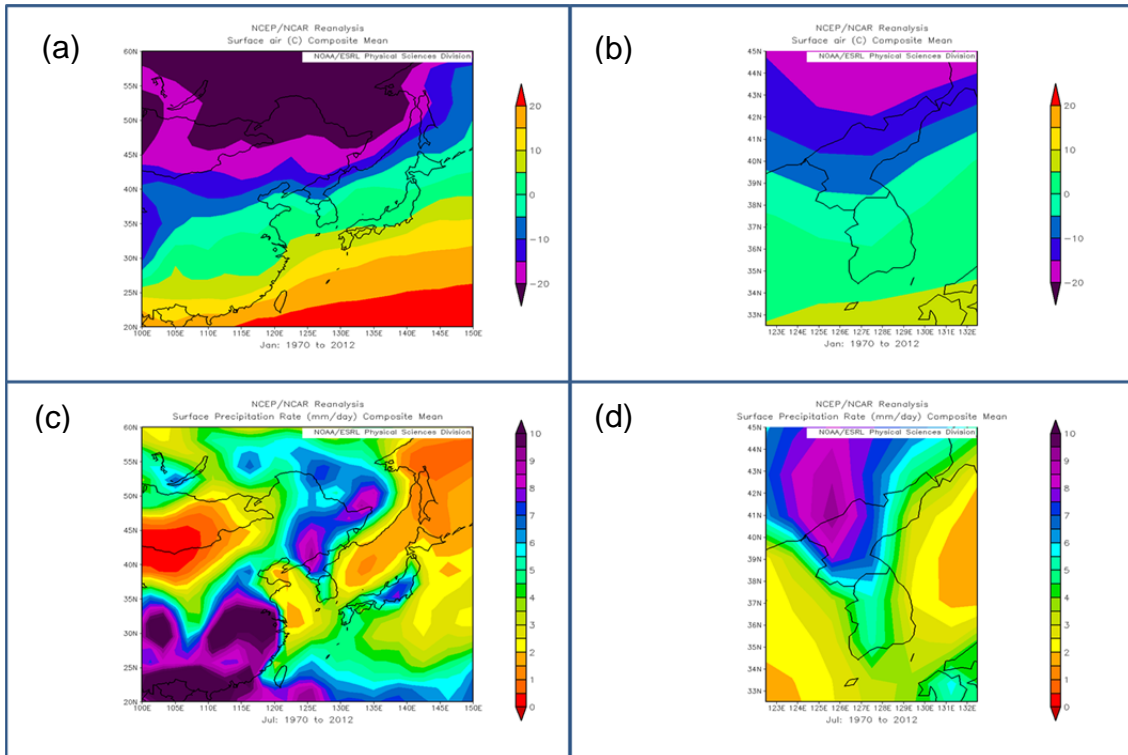 (a)
NCEP/NCAR Reanalysis
Surface air (C) Composite Mean
NOAA/ESRL Physical Sciences Division
60N
55N
50N
45N
40N
35N
30N
25N
20N
100E 105E 110E 115E 120E 125E 130E 135E 140E 145E 150E
Jan: 1970 to 2012
20
10
0
−10
−20
(b)
NCEP/NCAR Reanalysis
Surface air (C) Composite Mean
NOAA/ESRL Physical Sciences Division
45N
44N
43N
42N
41N
40N
39N
38N
37N
36N
35N
34N
33N
123E 124E 125E 126E 127E 128E 129E 130E 131E 132E
Jan: 1970 to 2012
20
10
0
−10
−20
(c)
NCEP/NCAR Reanalysis
Surface Precipitation Rate (mm/day) Composite Mean
NOAA/ESRL Physical Sciences Division
60N
55N
50N
45N
40N
35N
30N
25N
20N
100E 105E 110E 115E 120E 125E 130E 135E 140E 145E 150E
Jul: 1970 to 2012
10
9
8
7
6
5
4
3
2
1
0
(d)
NCEP/NCAR Reanalysis
Surface Precipitation Rate (mm/day) Composite Mean
NOAA/ESRL Physical Sciences Division
45N
44N
43N
42N
41N
40N
39N
38N
37N
36N
35N
34N
33N
123E 124E 125E 126E 127E 128E 129E 130E 131E 132E
Jul: 1970 to 2012
10
9
8
7
6
5
4
3
2
1
0